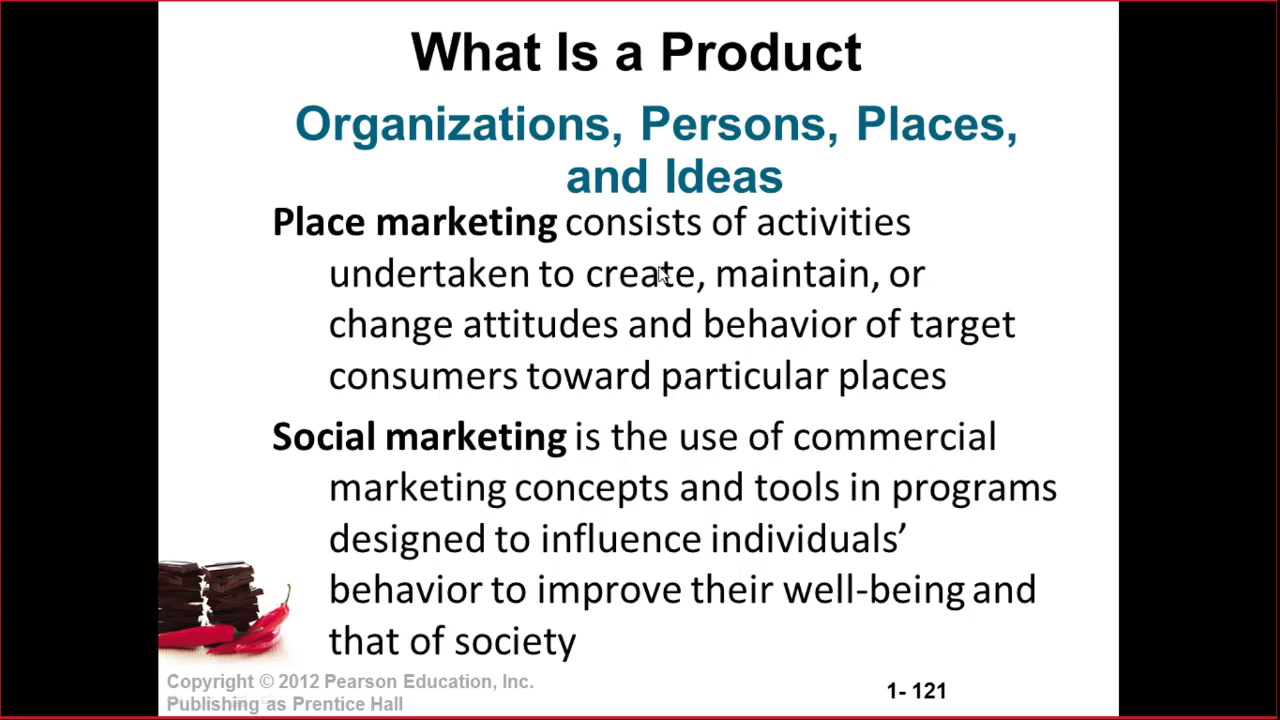 What Is a Product
Organizations, Persons, Places,
and Ideas
Place marketing consists of activities
undertaken to create, maintain, or
change attitudes and behavior of target
consumers toward particular places
Social marketing is the use of commercial
marketing concepts and tools in programs
designed to influence individuals’
behavior to improve their well-being and
that of society
Copyright © 2012 Pearson Education, Inc.
Publishing as Prentice Hall
1- 121